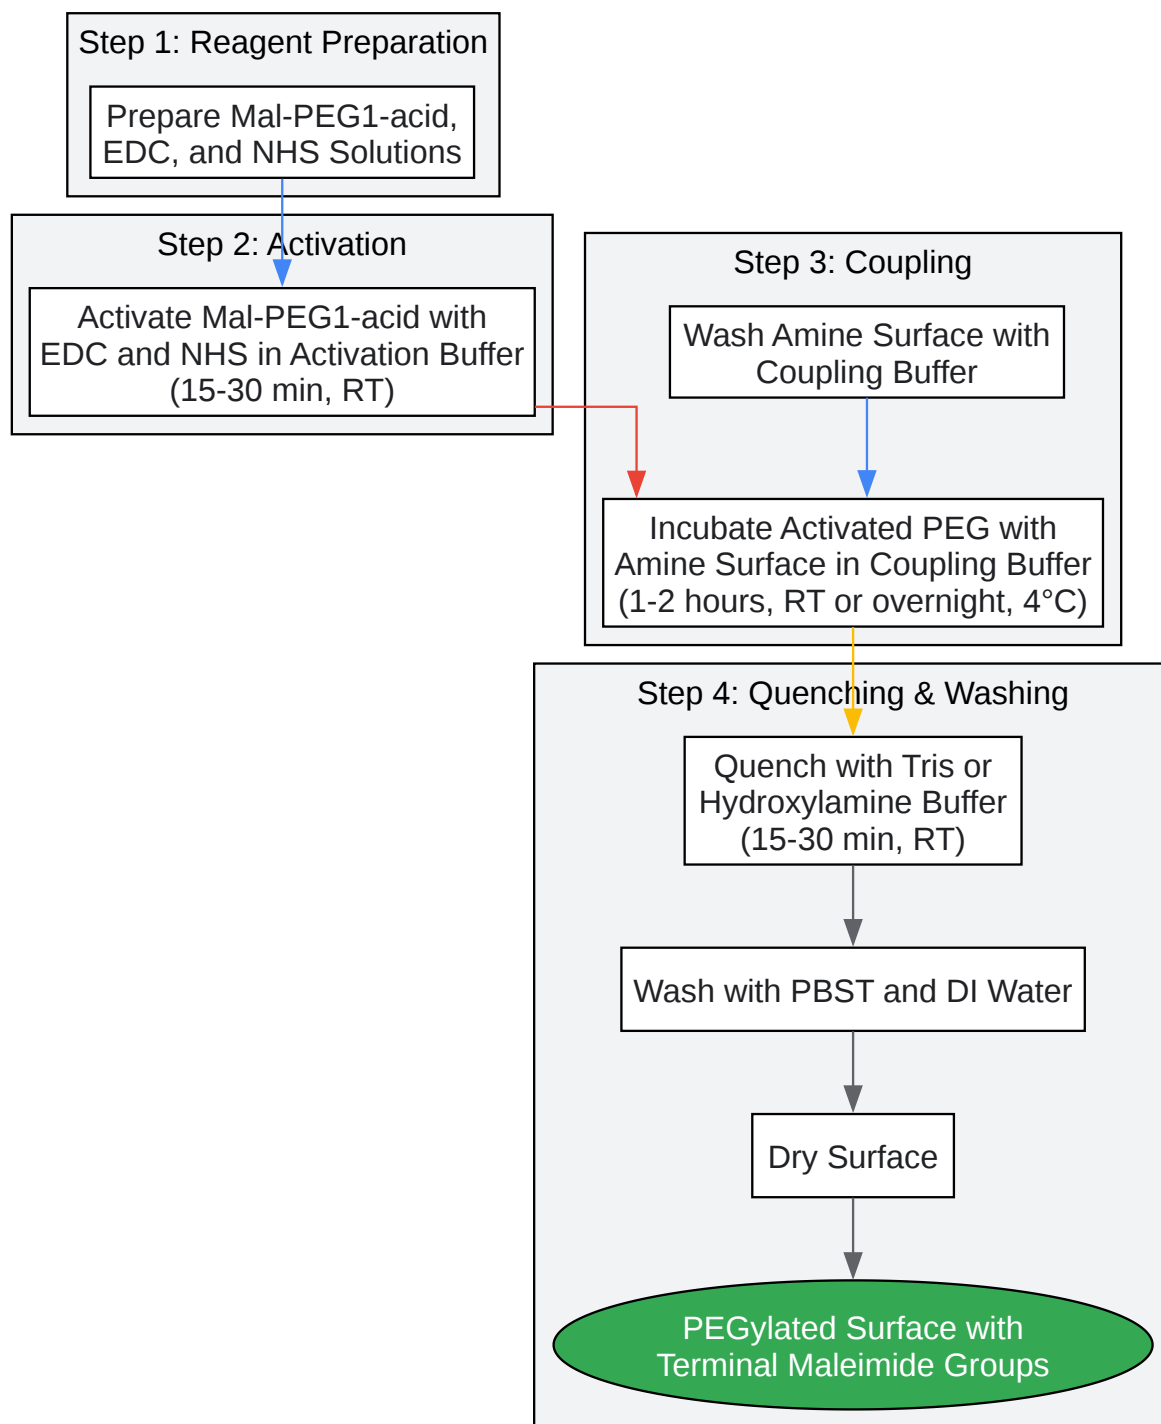 Step 1: Reagent Preparation
Prepare Mal-PEG1-acid,
EDC, and NHS Solutions
Step 2: Activation
Activate Mal-PEG1-acid with
EDC and NHS in Activation Buffer
(15-30 min, RT)
Step 3: Coupling
Wash Amine Surface with
Coupling Buffer
Incubate Activated PEG with
Amine Surface in Coupling Buffer
(1-2 hours, RT or overnight, 4°C)
Step 4: Quenching & Washing
Quench with Tris or
Hydroxylamine Buffer
(15-30 min, RT)
Wash with PBST and DI Water
Dry Surface
PEGylated Surface with
Terminal Maleimide Groups